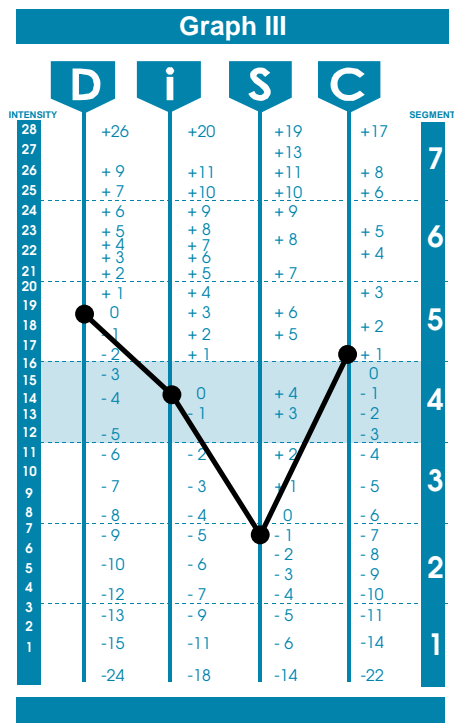 Graph III
D i S C
INTENSITY SEGMENT
28 +26 +20 +19 +17
27 +13 7
26 + 9 +11 +11 + 8
25 + 7 +10 +10 + 6
24 + 6 + 9 + 9
23 + 5 + 8 + 8 + 5 6
+ 4 + 7
22 + 3 + 6 + 4
21 + 2 + 5 + 7
20 + 1 + 4 + 3
19 0 + 3 + 6 5
18 + 2
1 + 2 + 5
17 - 2 + 1 + 1
16
15 - 3 0
14 - 4 0 + 4 - 1 4
13 - 1 + 3 - 2
12 - 5 - 3
11 - 6 - 2 + 2 - 4
10 3
9 - 7 - 3 +1 - 5
8 - 8 - 4 0 - 6
7 - 9 - 5 - 1 - 7
6 - 2 - 8
5 -10 - 6 - 3 - 9 2
4 -12 - 7 - 4 -10
3 -13 - 9 - 5 -11
2
1 -15 -11 - 6 -14 1
-24 -18 -14 -22